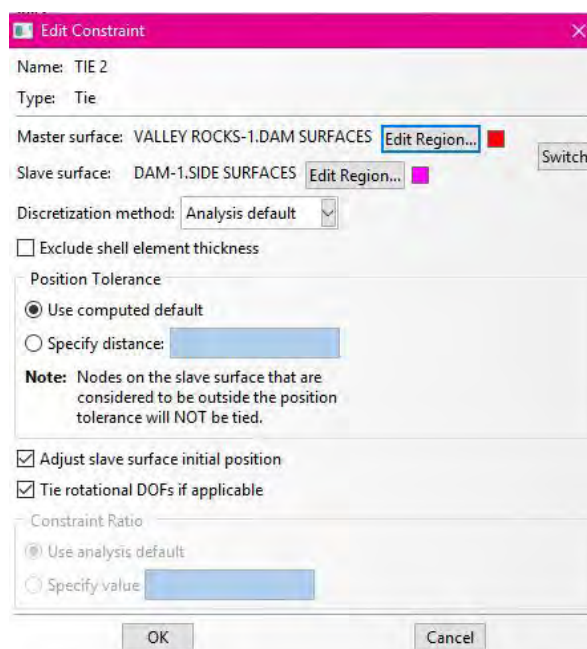 Edit Constraint
Name: TIE 2
Type: Tie
Master surface: VALLEY ROCKS-1.DAM SURFACES Edit Region...
Switch
Slave surface: DAM-1.SIDE SURFACES Edit Region...
Discretization method: Analysis default
Exclude shell element thickness
Position Tolerance
Use computed default
Specify distance:
Note: Nodes on the slave surface that are
considered to be outside the position
tolerance will NOT be tied.
Adjust slave surface initial position
Tie rotational DOFs if applicable
Constraint Ratio
Use analysis default
Specify value
OK Cancel